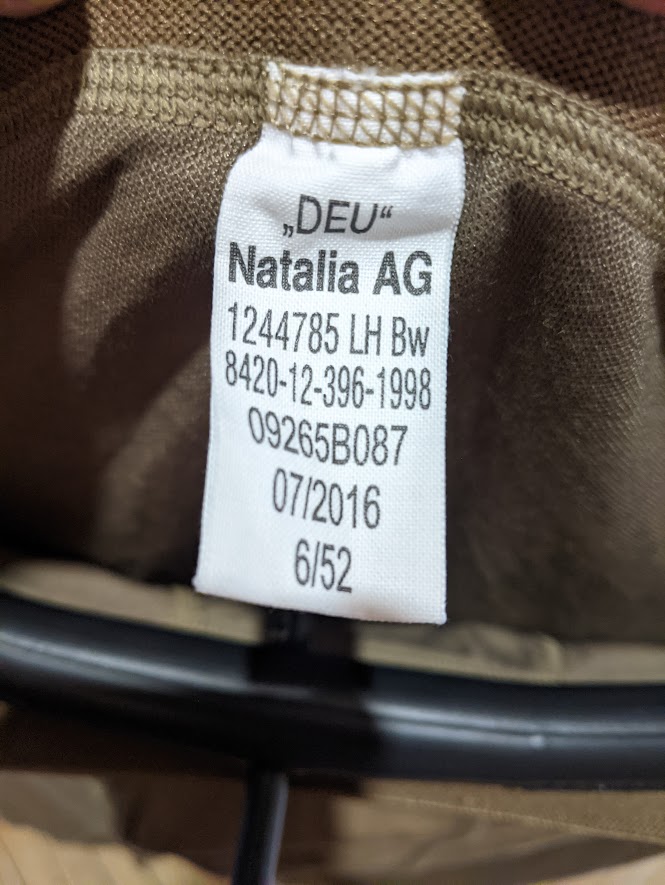 „DEU“
Natalia AG
1244785 LH Bw
8420-12-396-1998
09265B087
07/2016
6/52